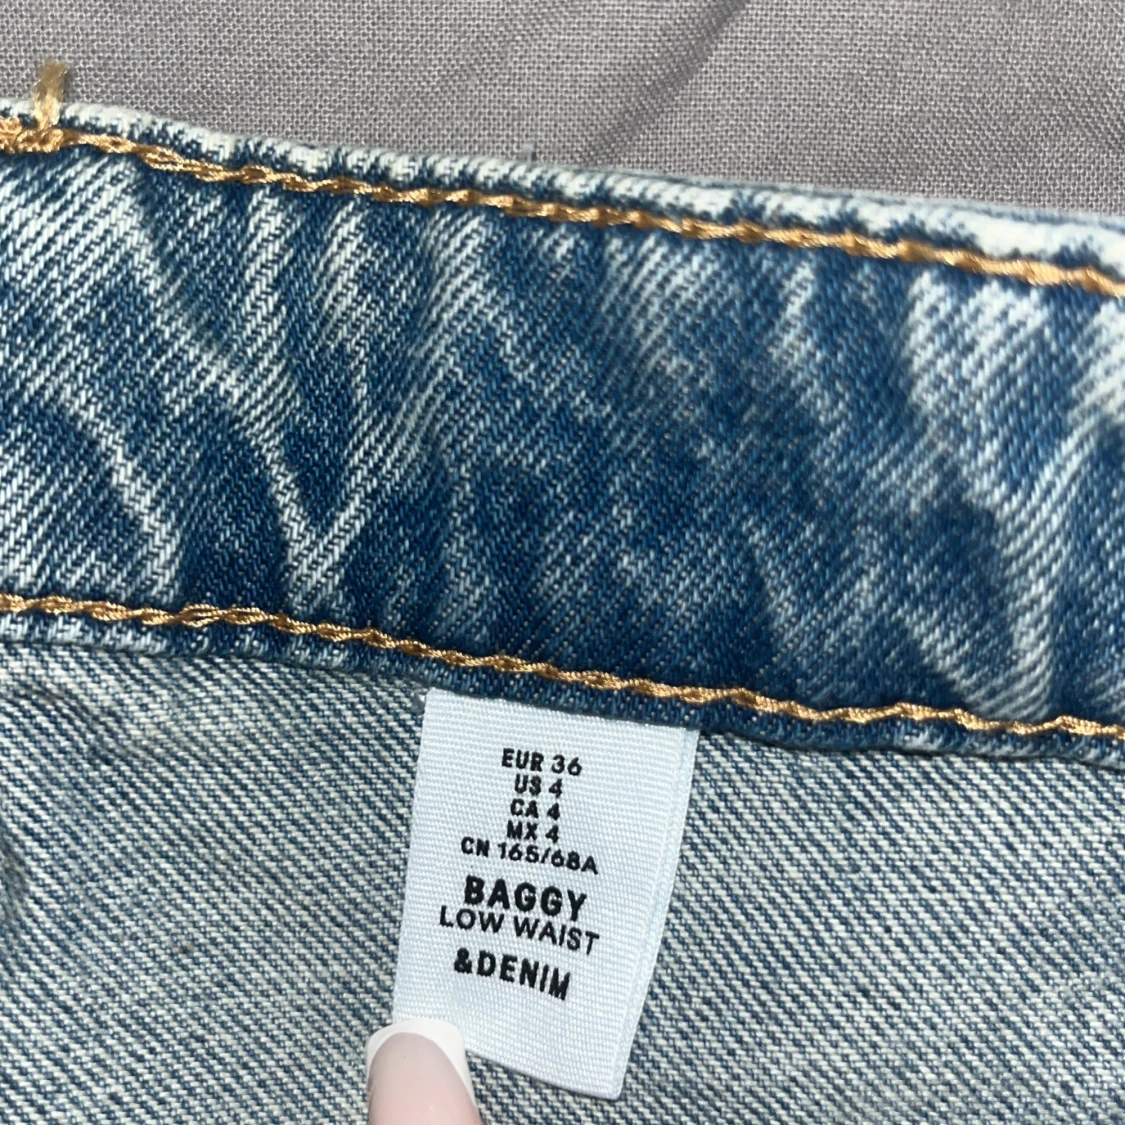 EUR 36
US 4
CA 4
MX 4
CN 165/68A
BAGGY
LOW WAIST
&DENIM